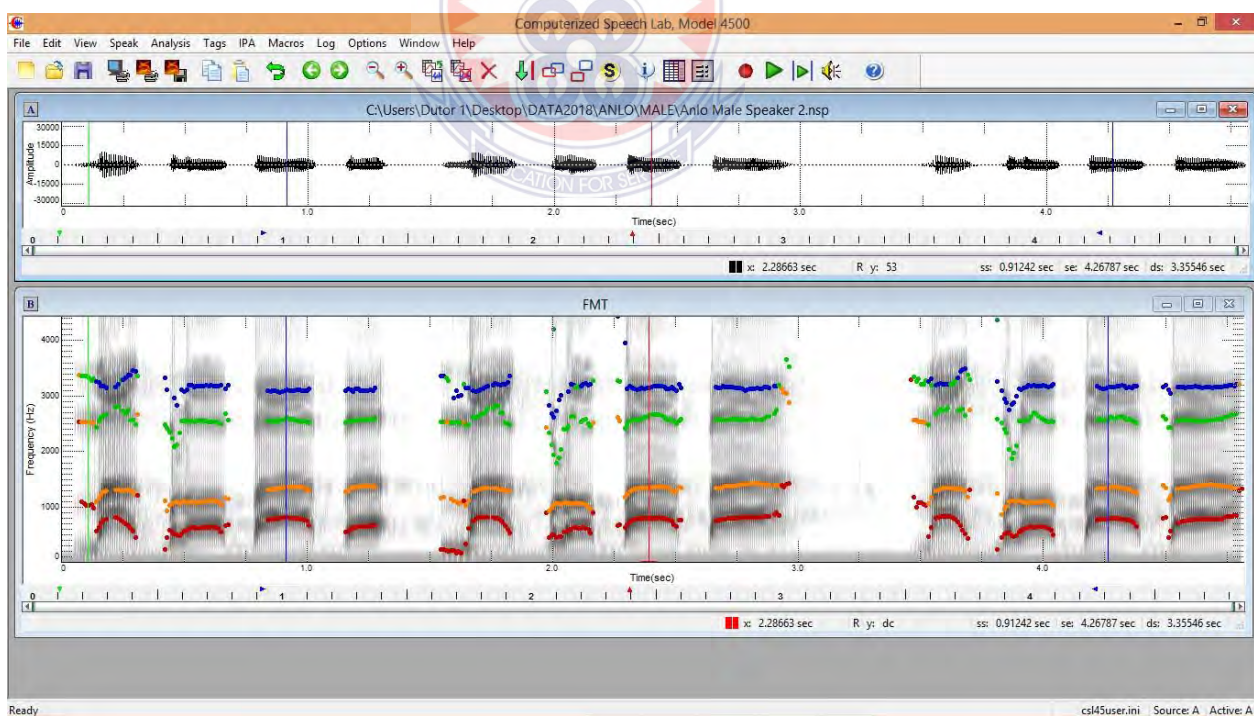 Computerized Speech Lab, Model 4500
File Edit View Speak Analysis Tags IPA Macros Log Options Window Help
A
C:\Users\Dutor 1\Desktop\DATA2018\ANLO\MALE\Anlo Male Speaker 2.nsp
30000
15000
0
-15000
-30000
Amplitude
EDUCATION FOR SERVICE
0 1.0 2.0 3.0 4.0
Time(sec)
0 1 2 3 4
x: 2.28663 sec R y: 53 ss: 0.91242 sec se: 4.26787 sec ds: 3.35546 sec
B
FMT
4000
3000
2000
1000
0
Frequency (Hz)
0 1.0 2.0 3.0 4.0
Time(sec)
0 1 2 3 4
x: 2.28663 sec R y: dc ss: 0.91242 sec se: 4.26787 sec ds: 3.35546 sec
Ready csl45user.ini Source: A Active: A